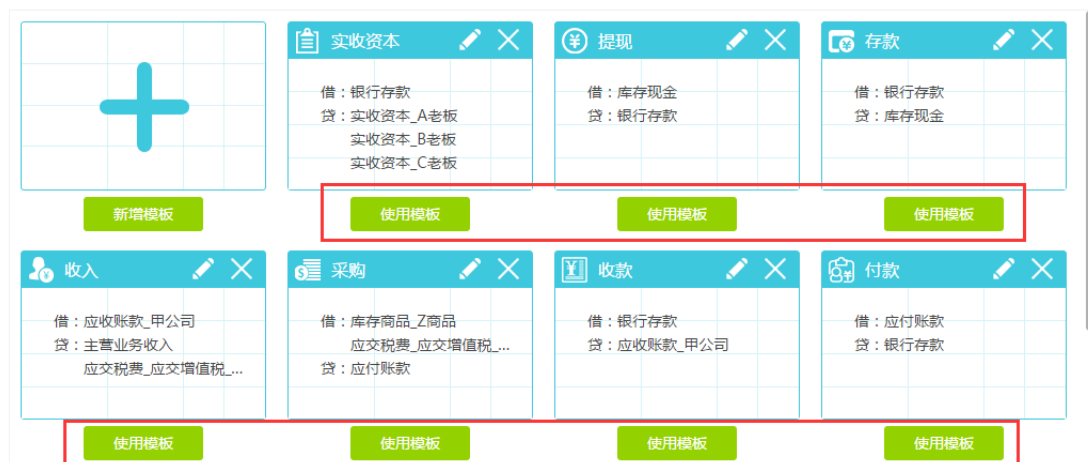 实收资本
借：银行存款
贷：实收资本_A老板
实收资本_B老板
实收资本_C老板
提现
借：库存现金
贷：银行存款
存款
借：银行存款
贷：库存现金
新增模板
使用模板
使用模板
使用模板
收入
借：应收账款_甲公司
贷：主营业务收入
应交税费_应交增值税_...
采购
借：库存商品_Z商品
应交税费_应交增值税_...
贷：应付账款
收款
借：银行存款
贷：应收账款_甲公司
付款
借：应付账款
贷：银行存款
使用模板
使用模板
使用模板
使用模板